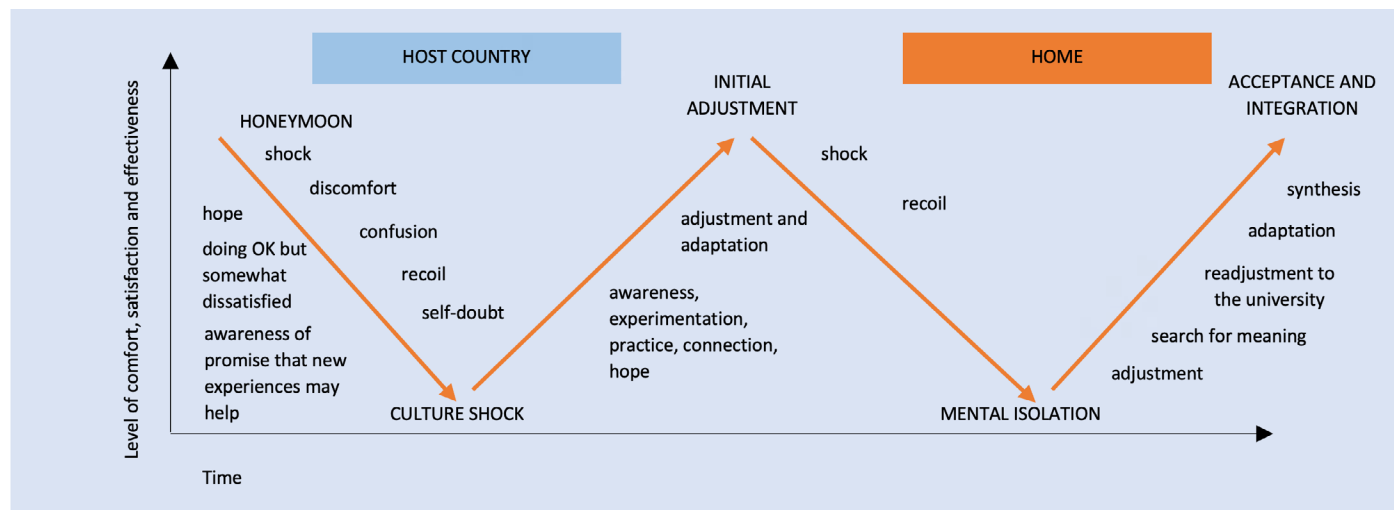 HOST COUNTRY
HOME
Level of comfort, satisfaction and effectiveness
HONEYMOON
shock
discomfort
confusion
recoil
self-doubt
hope
doing OK but
somewhat
dissatisfied
awareness of
promise that new
experiences may
help
CULTURE SHOCK
INITIAL
ADJUSTMENT
adjustment and
adaptation
awareness,
experimentation,
practice, connection,
hope
shock
recoil
MENTAL ISOLATION
ACCEPTANCE AND
INTEGRATION
synthesis
adaptation
readjustment to
the university
search for meaning
adjustment
Time